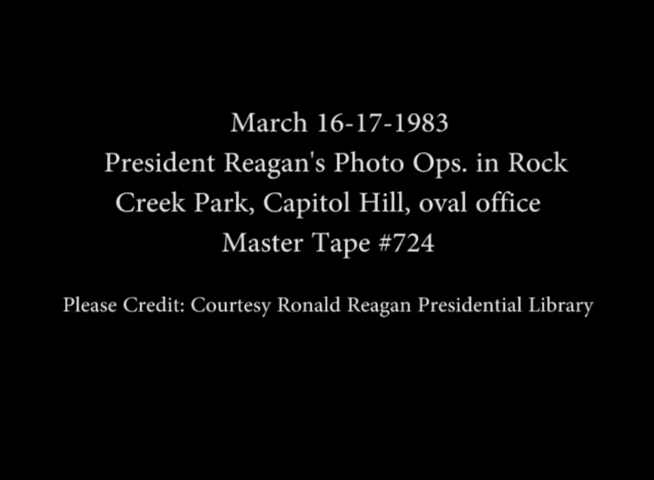 March 16-17-1983
President Reagan's Photo Ops. in Rock
Creek Park, Capitol Hill, oval office
Master Tape #724
Please Credit: Courtesy Ronald Reagan Presidential Library